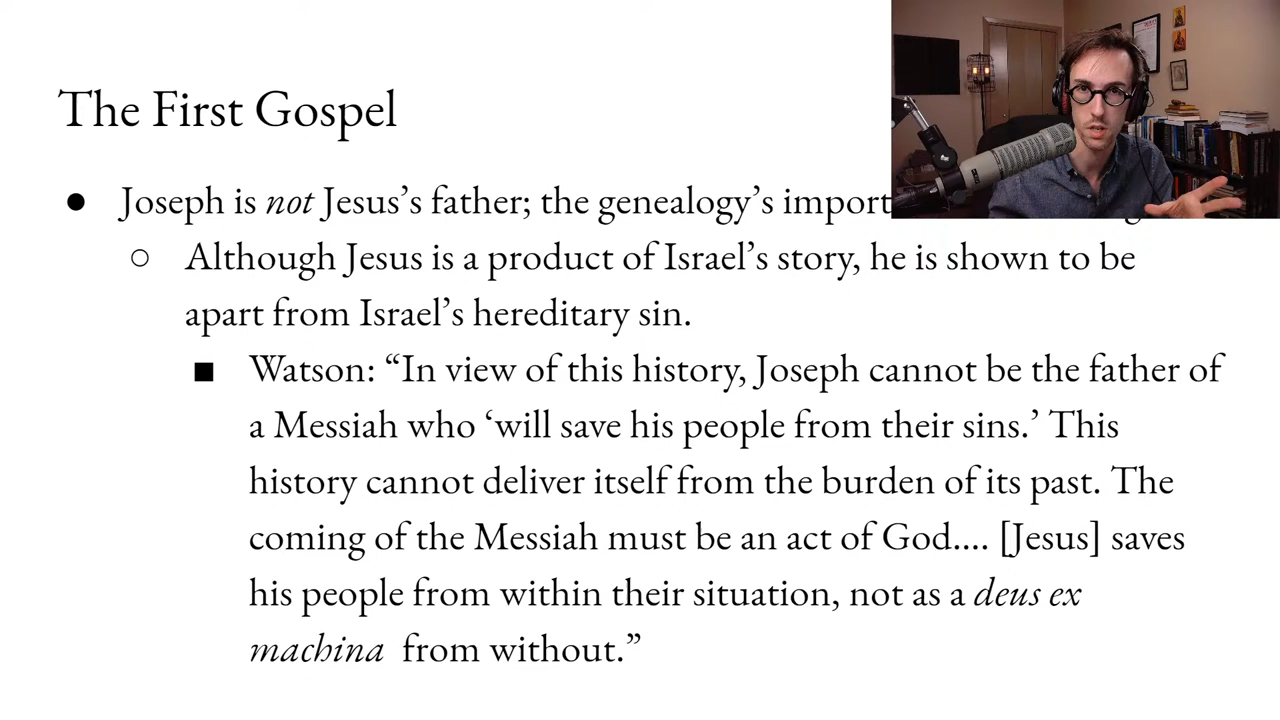 The First Gospel
● Joseph is not Jesus’s father; the genealogy’s
○ Although Jesus is a product of Israel’s story, he is shown to be
apart from Israel’s hereditary sin.
■ Watson: “In view of this history, Joseph cannot be the father of
a Messiah who ‘will save his people from their sins.’ This
history cannot deliver itself from the burden of its past. The
coming of the Messiah must be an act of God.... [Jesus] saves
his people from within their situation, not as a deus ex
machina from without.”